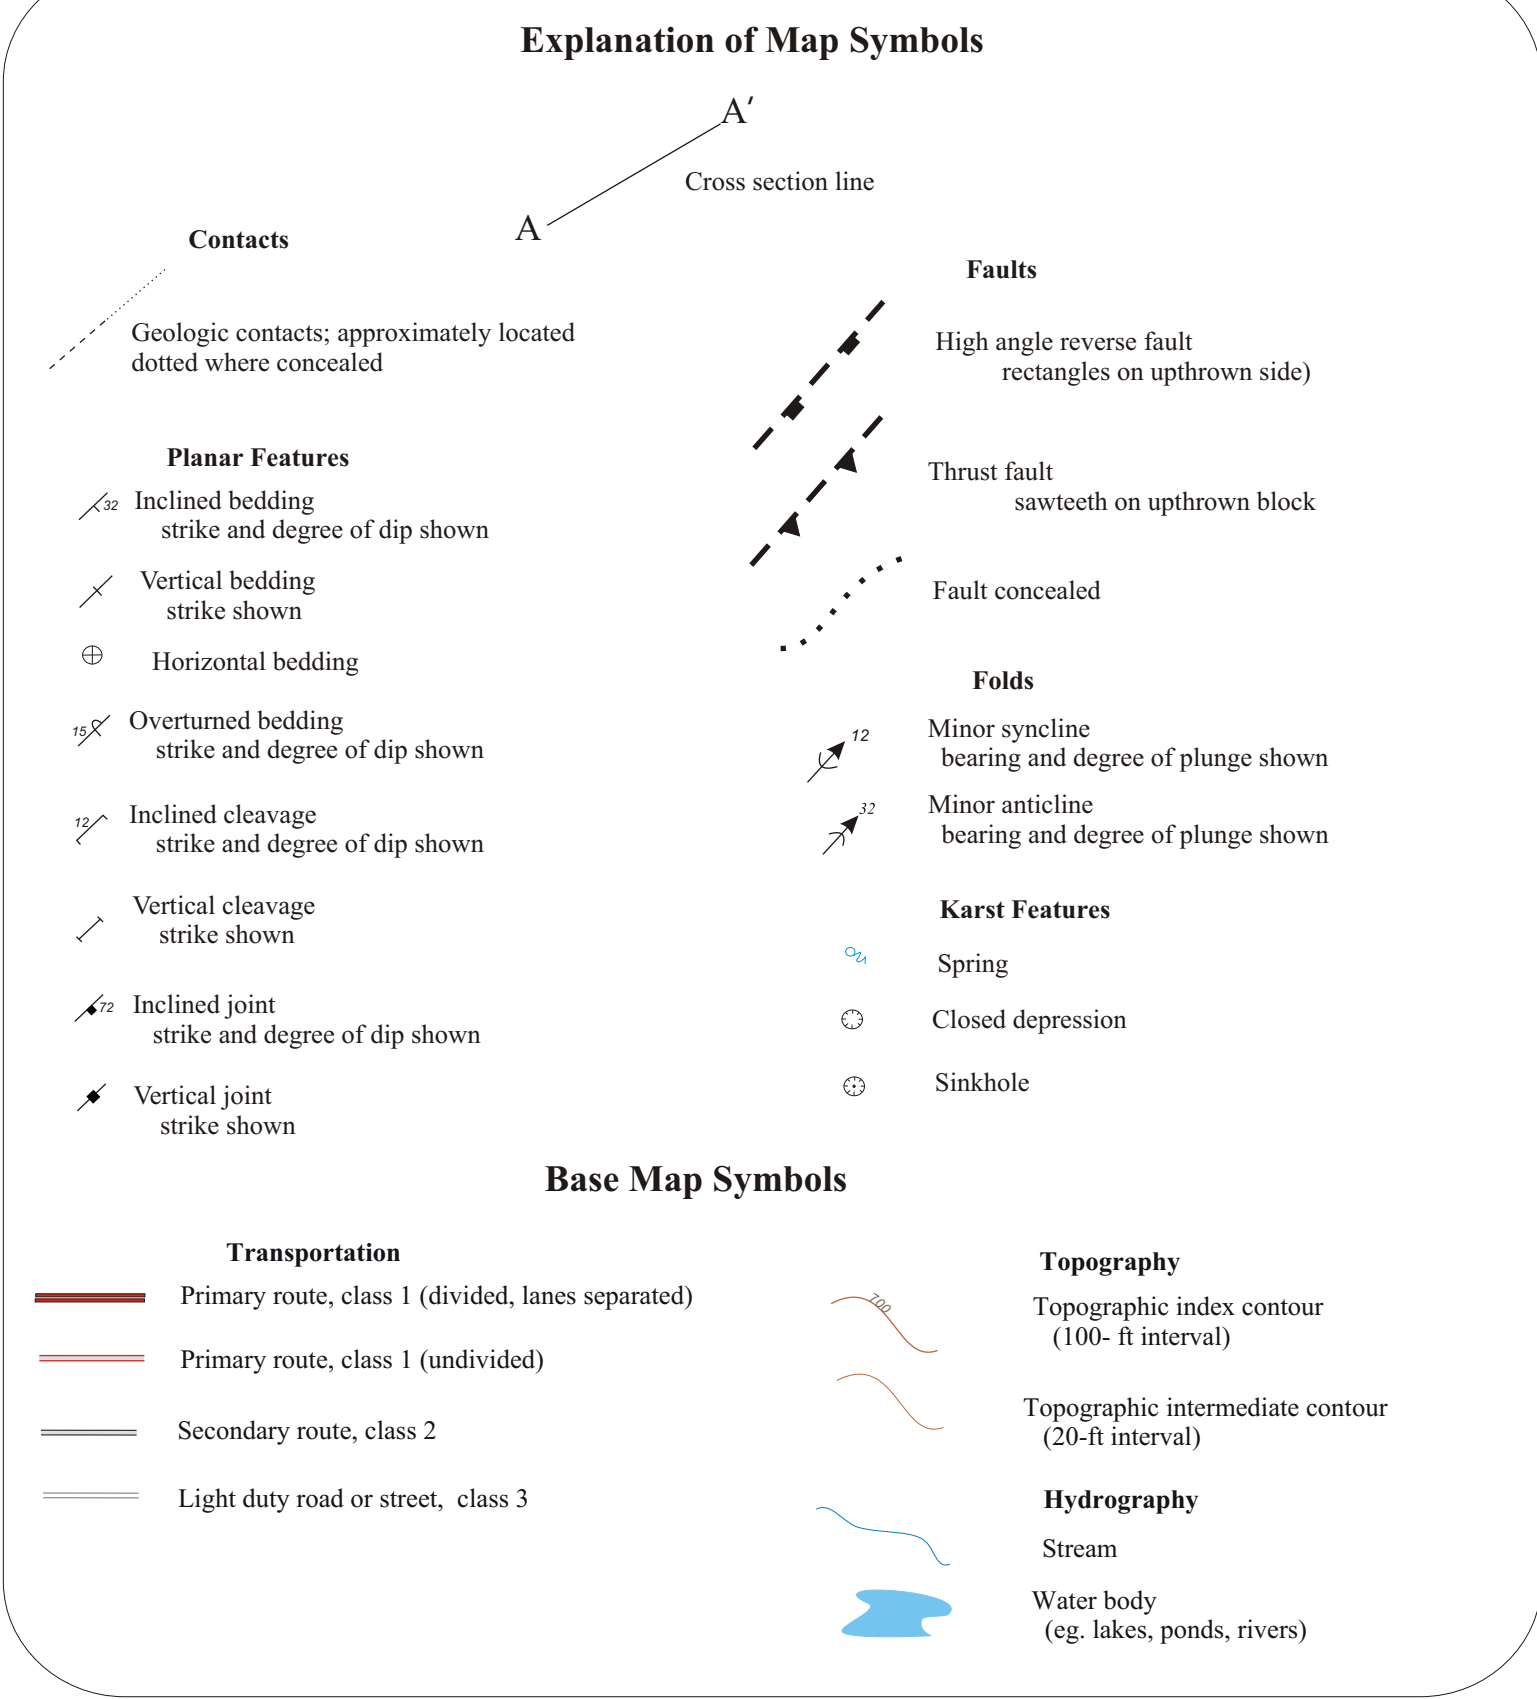 Explanation of Map Symbols
A′
Cross section line
A
Contacts
Geologic contacts; approximately located
dotted where concealed
Planar Features
32
Inclined bedding
strike and degree of dip shown
Vertical bedding
strike shown
Horizontal bedding
15
Overturned bedding
strike and degree of dip shown
12
Inclined cleavage
strike and degree of dip shown
Vertical cleavage
strike shown
72
Inclined joint
strike and degree of dip shown
Vertical joint
strike shown
Faults
High angle reverse fault
rectangles on upthrown side)
Thrust fault
sawteeth on upthrown block
Fault concealed
Folds
12
Minor syncline
bearing and degree of plunge shown
32
Minor anticline
bearing and degree of plunge shown
Karst Features
Spring
Closed depression
Sinkhole
Base Map Symbols
Transportation
Primary route, class 1 (divided, lanes separated)
Primary route, class 1 (undivided)
Secondary route, class 2
Light duty road or street, class 3
Topography
700
Topographic index contour
(100- ft interval)
Topographic intermediate contour
(20-ft interval)
Hydrography
Stream
Water body
(eg. lakes, ponds, rivers)